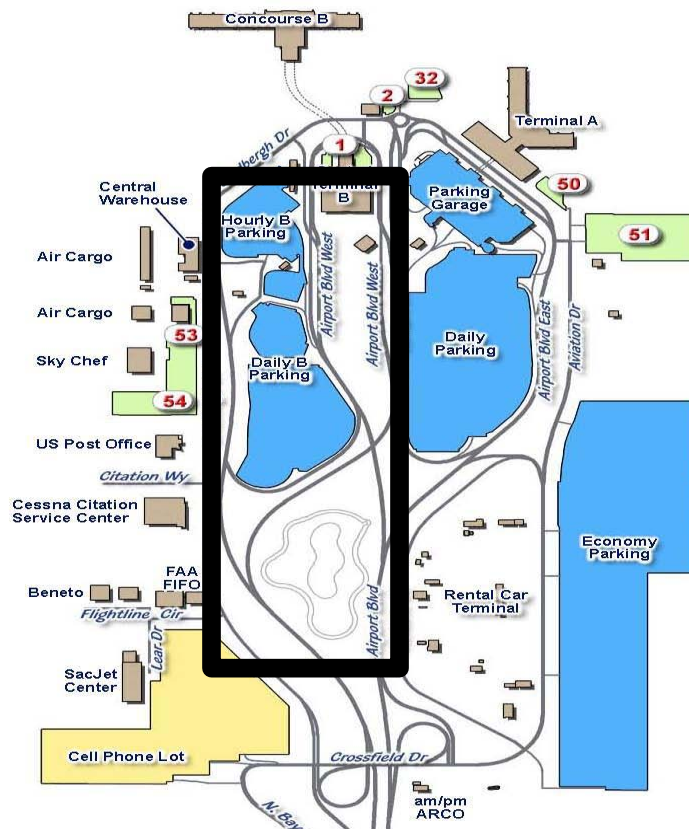 Concourse B
32
2
Terminal A
1
dbergh Dr
50
Terminal
B
Parking
Garage
Central
Warehouse
Hourly B
Parking
51
Air Cargo
Airport Blvd West
Airport Blvd West
Air Cargo
53
Daily
Parking
Airport Blvd East
Aviation Dr
Sky Chef
Daily B
Parking
54
US Post Office
Citation Wy
Cessna Citation
Service Center
Economy
Parking
FAA
FIFO
Beneto
Rental Car
Terminal
Airport Blvd
Flightline Cir
Lear Dr
SacJet
Center
Cell Phone Lot
Crossfield Dr
am/pm
ARCO
N. Bay